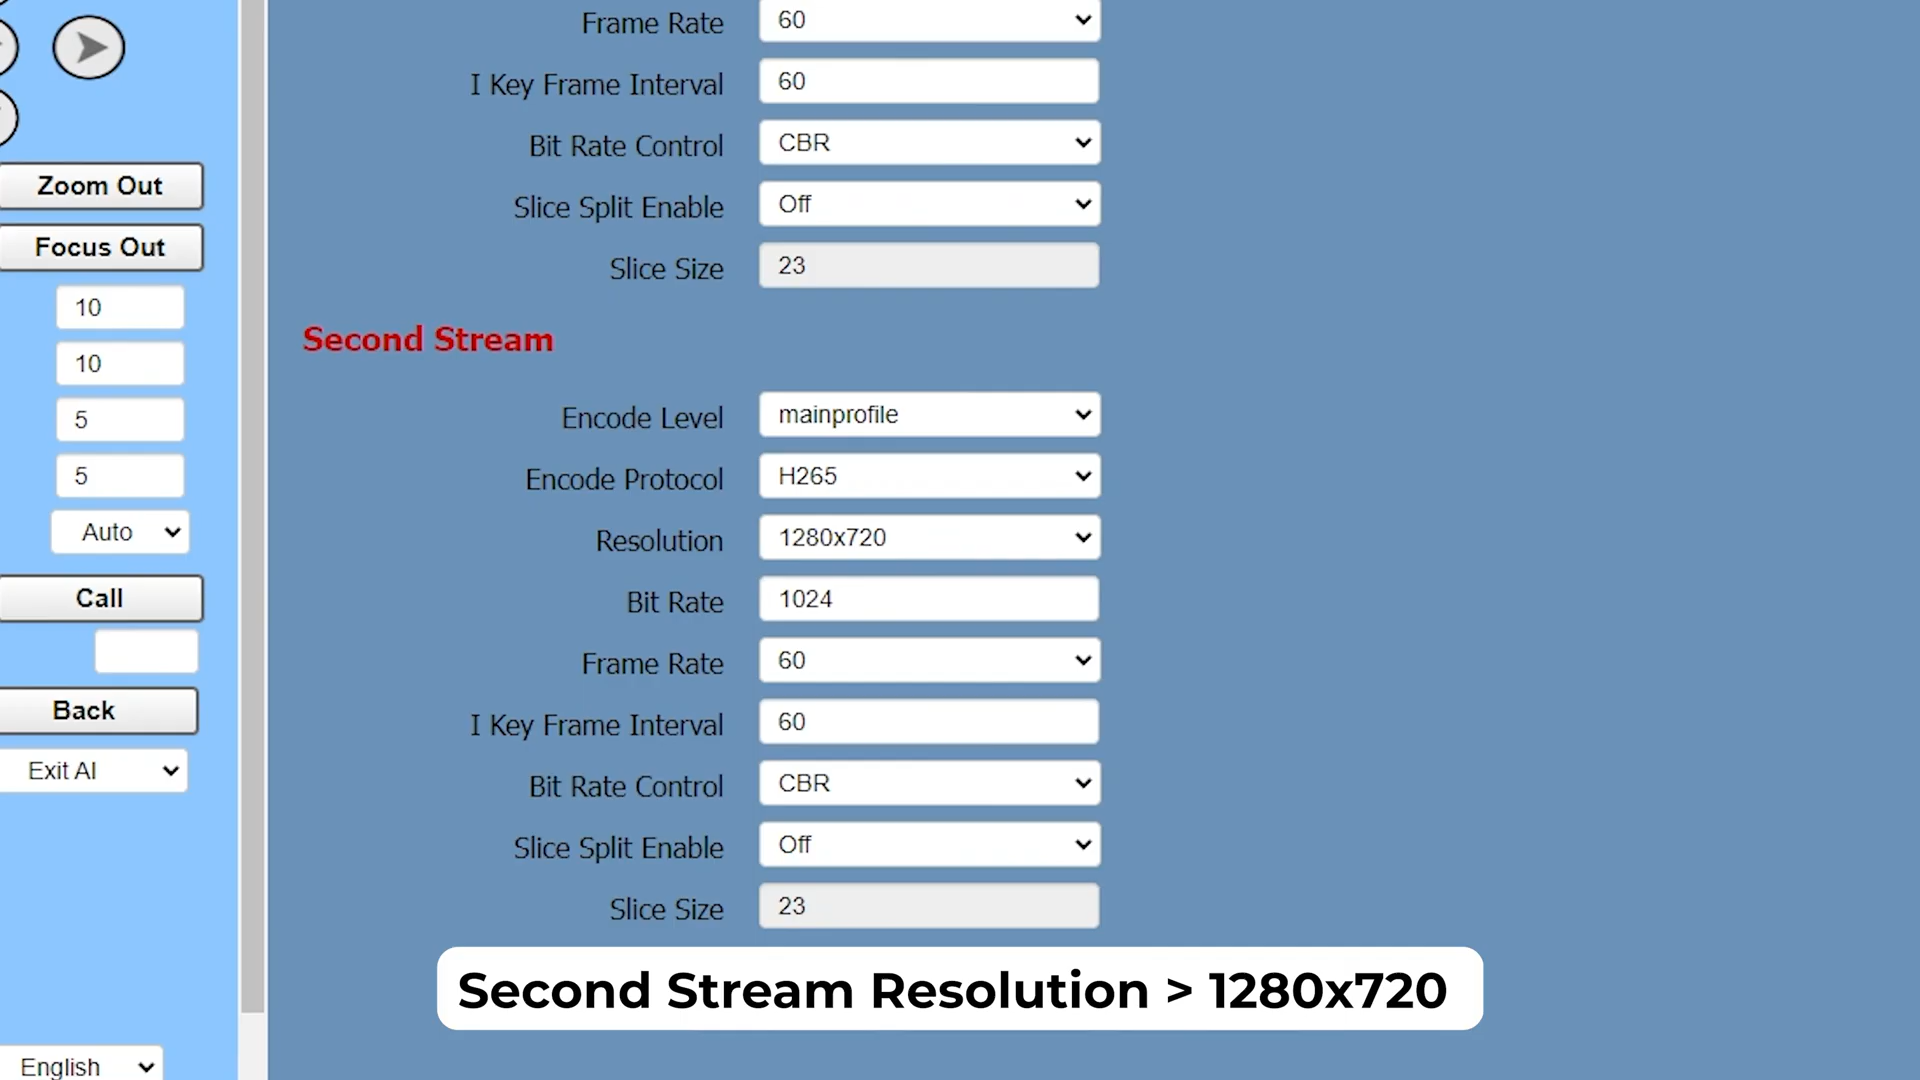 Frame Rate 60
I Key Frame Interval 60
Bit Rate Control CBR
Slice Split Enable Off
Slice Size 23
Second Stream
Encode Level mainprofile
Encode Protocol H265
Resolution 1280x720
Bit Rate 1024
Frame Rate 60
I Key Frame Interval 60
Bit Rate Control CBR
Slice Split Enable Off
Slice Size 23
Zoom Out
Focus Out
10
10
5
5
Auto
Call
Back
Exit AI
English
Second Stream Resolution > 1280x720